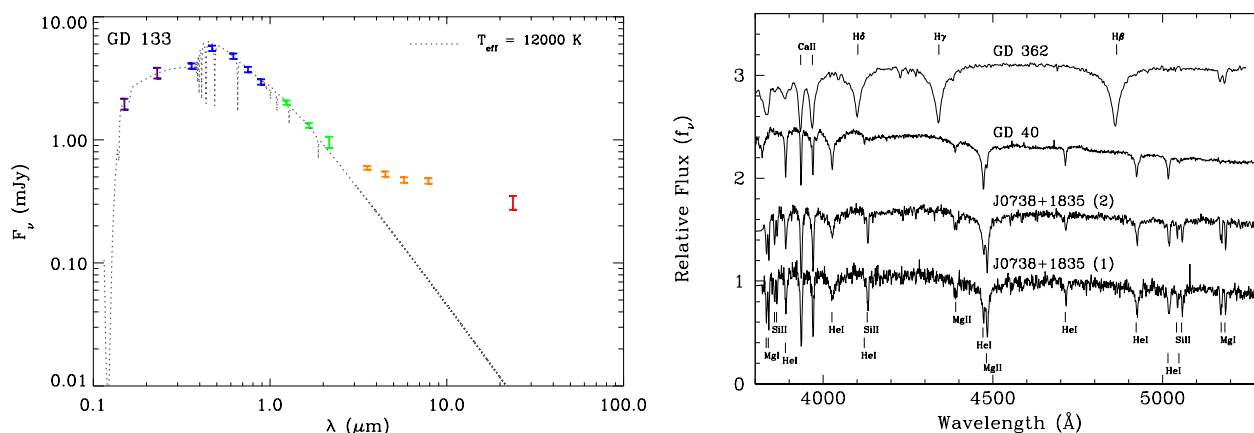 GD 133
T_eff = 12000 K
F_ν (mJy)
10.00
1.00
0.10
0.01
0.1
1.0
10.0
100.0
λ (μm)
Hδ
Hγ
Hβ
CaII
GD 362
GD 40
J0738+1835 (2)
J0738+1835 (1)
Relative Flux (f_ν)
3
2
1
0
SiII
MgI
HeI
HeI
SiII
HeI
MgII
HeI
MgII
HeI
HeI
SiII
HeI
MgI
4000
4500
5000
Wavelength (Å)